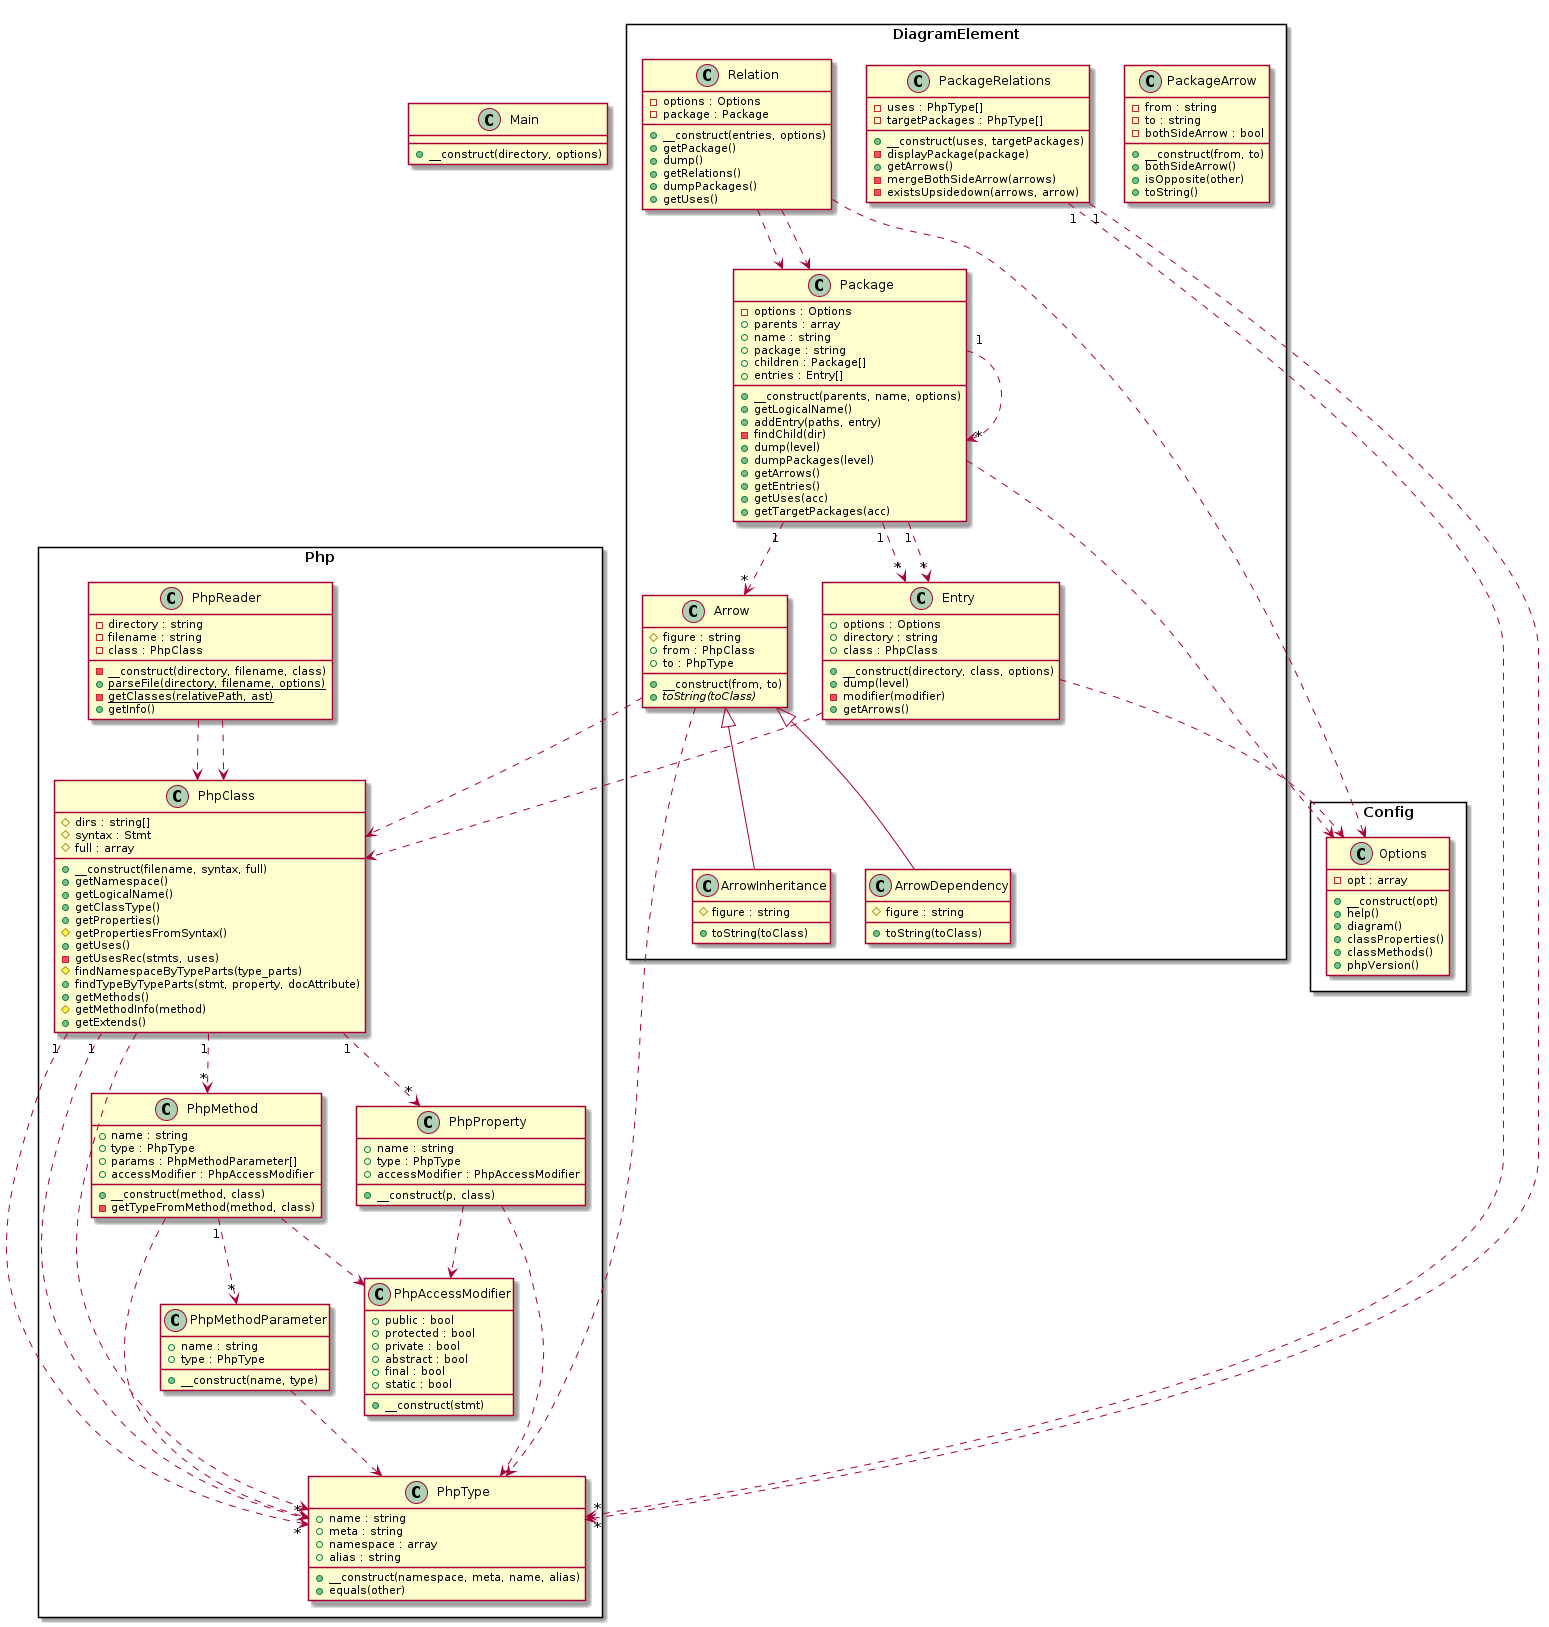 DiagramElement
C Relation
options : Options
package : Package
__construct(entries, options)
getPackage()
dump()
getRelations()
dumpPackages()
getUses()
C PackageRelations
uses : PhpType[]
targetPackages : PhpType[]
__construct(uses, targetPackages)
displayPackage(package)
getArrows()
mergeBothSideArrow(arrows)
existsUpsidedown(arrows, arrow)
C PackageArrow
from : string
to : string
bothSideArrow : bool
__construct(from, to)
bothSideArrow()
isOpposite(other)
toString()
C Main
__construct(directory, options)
1
1
C Package
options : Options
parents : array
name : string
package : string
children : Package[]
entries : Entry[]
__construct(parents, name, options)
getLogicalName()
addEntry(paths, entry)
findChild(dir)
dump(level)
dumpPackages(level)
getArrows()
getEntries()
getUses(acc)
getTargetPackages(acc)
1
*
1
*
1
*
1
*
C Arrow
figure : string
from : PhpClass
to : PhpType
__construct(from, to)
toString(toClass)
C Entry
options : Options
directory : string
class : PhpClass
__construct(directory, class, options)
dump(level)
modifier(modifier)
getArrows()
C ArrowInheritance
figure : string
toString(toClass)
C ArrowDependency
figure : string
toString(toClass)
Config
C Options
opt : array
__construct(opt)
help()
diagram()
classProperties()
classMethods()
phpVersion()
Php
C PhpReader
directory : string
filename : string
class : PhpClass
__construct(directory, filename, class)
parseFile(directory, filename, options)
getClasses(relativePath, ast)
getInfo()
C PhpClass
dirs : string[]
syntax : Stmt
full : array
__construct(filename, syntax, full)
getNamespace()
getLogicalName()
getClassType()
getProperties()
getPropertiesFromSyntax()
getUses()
getUsesRec(stmts, uses)
findNamespaceByTypeParts(type_parts)
findTypeByTypeParts(stmt, property, docAttribute)
getMethods()
getMethodInfo(method)
getExtends()
1
1
1
*
1
*
C PhpMethod
name : string
type : PhpType
params : PhpMethodParameter[]
accessModifier : PhpAccessModifier
__construct(method, class)
getTypeFromMethod(method, class)
C PhpProperty
name : string
type : PhpType
accessModifier : PhpAccessModifier
__construct(p, class)
1
*
C PhpMethodParameter
name : string
type : PhpType
__construct(name, type)
C PhpAccessModifier
public : bool
protected : bool
private : bool
abstract : bool
final : bool
static : bool
__construct(stmt)
*
*
*
*
C PhpType
name : string
meta : string
namespace : array
alias : string
__construct(namespace, meta, name, alias)
equals(other)